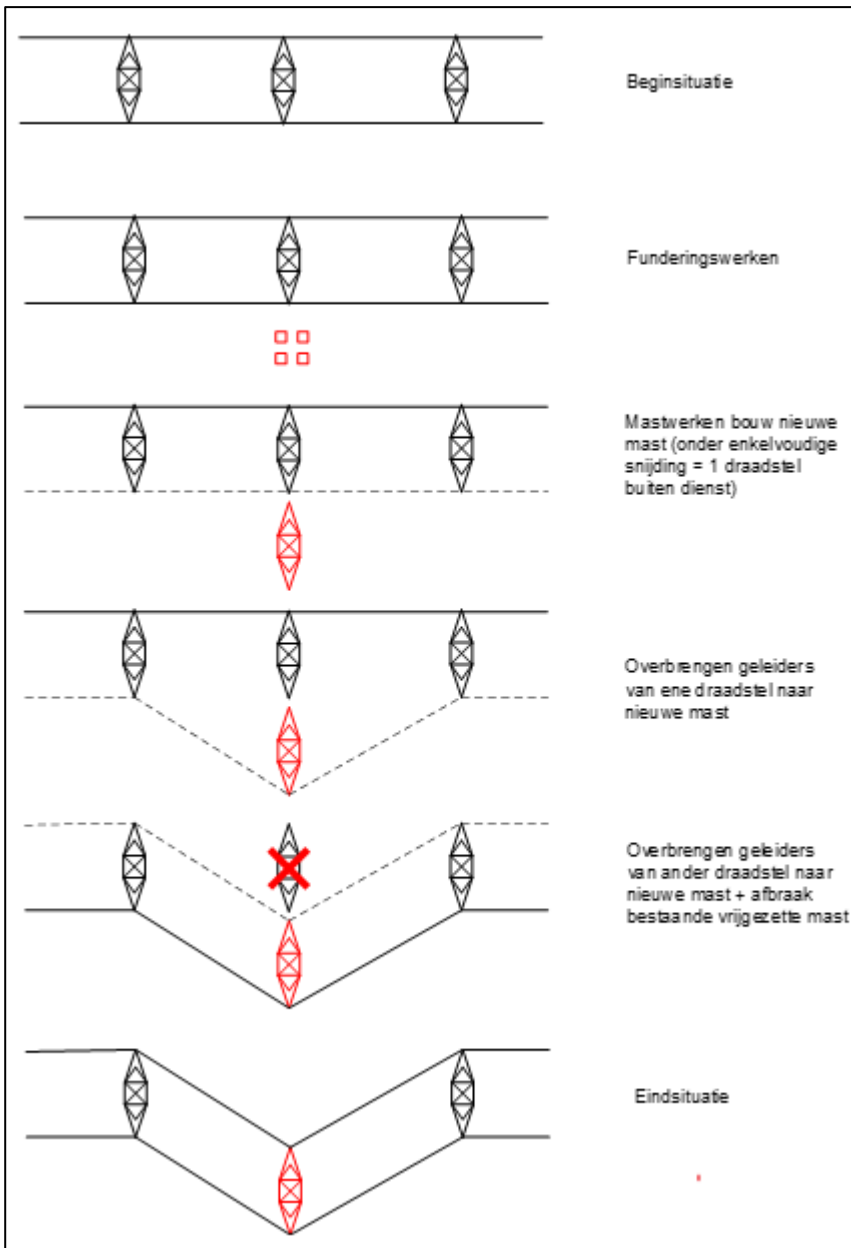 Beginsituatie
Funderingswerken
Mastwerken bouw nieuwe
mast (onder enkelvoudige
snijding = 1 draadstel
buiten dienst)
Overbrengen geleiders
van ene draadstel naar
nieuwe mast
Overbrengen geleiders
van ander draadstel naar
nieuwe mast + afbraak
bestaande vrijgezette mast
Eindsituatie